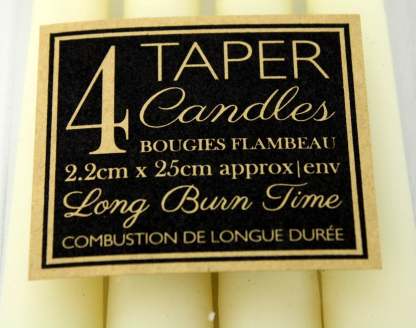 4 TAPER
Candles
BOUGIES FLAMBEAU
2.2cm x 25cm approx|env
Long Burn Time
COMBUSTION DE LONGUE DURÉE